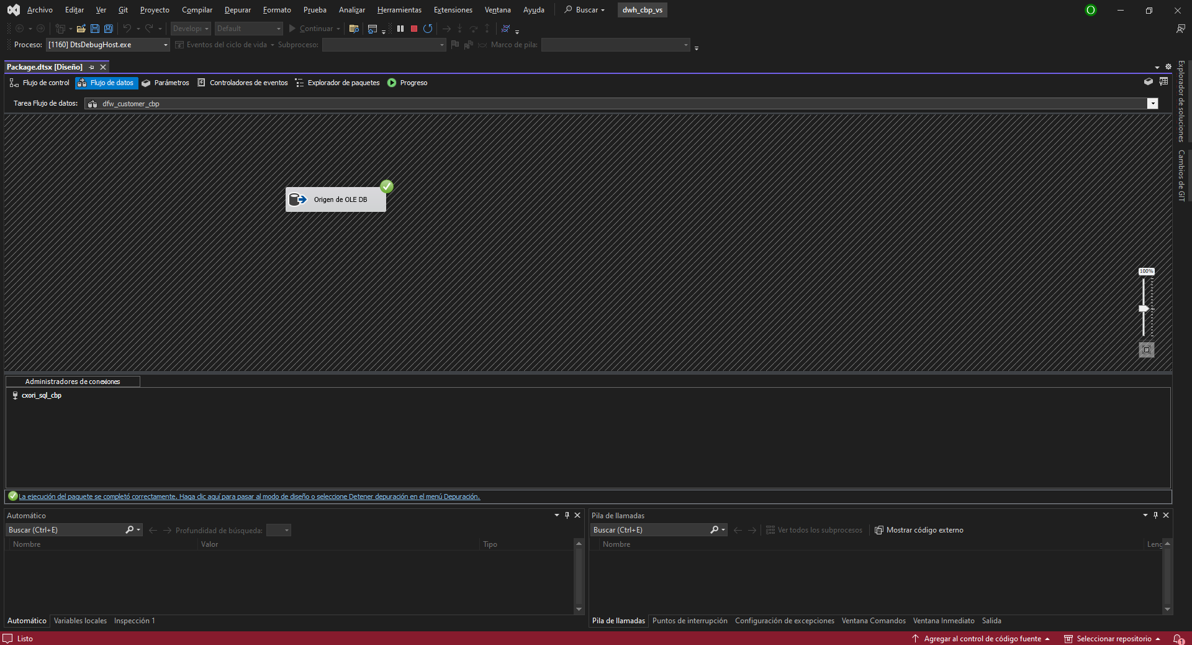 Archivo Editar Ver Git Proyecto Compilar Depurar Formato Prueba Analizar Herramientas Extensiones Ventana Ayuda Buscar dwh_cbp_vs O
Develop Default Continuar
Proceso: [1160] DtsDebugHost.exe Eventos del ciclo de vida Subproceso: Marco de pila:
Package.dtsx [Diseño]
Flujo de control Flujo de datos Parámetros Controladores de eventos Explorador de paquetes Progreso
Tarea Flujo de datos: dfw_customer_cbp
Explorador de soluciones
Cambios de GIT
Origen de OLE DB
100%
Administradores de conexiones
cxori_sql_cbp
La ejecución del paquete se completó correctamente. Haga clic aquí para pasar al modo de diseño o seleccione Detener depuración en el menú Depuración.
Automático
Buscar (Ctrl+E) Profundidad de búsqueda:
Nombre Valor Tipo
Automático Variables locales Inspección 1
Pila de llamadas
Buscar (Ctrl+E) Ver todos los subprocesos Mostrar código externo
Nombre Leng
Pila de llamadas Puntos de interrupción Configuración de excepciones Ventana Comandos Ventana Inmediato Salida
Listo Agregar al control de código fuente Seleccionar repositorio 1